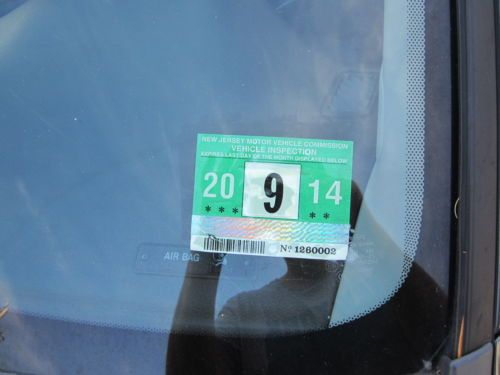 NEW JERSEY MOTOR VEHICLE COMMISSION
VEHICLE INSPECTION
EXPIRES LAST DAY OF THE MONTH DISPLAYED BELOW
20 9 14
* * * * *
Nº 1260002
AIR BAG